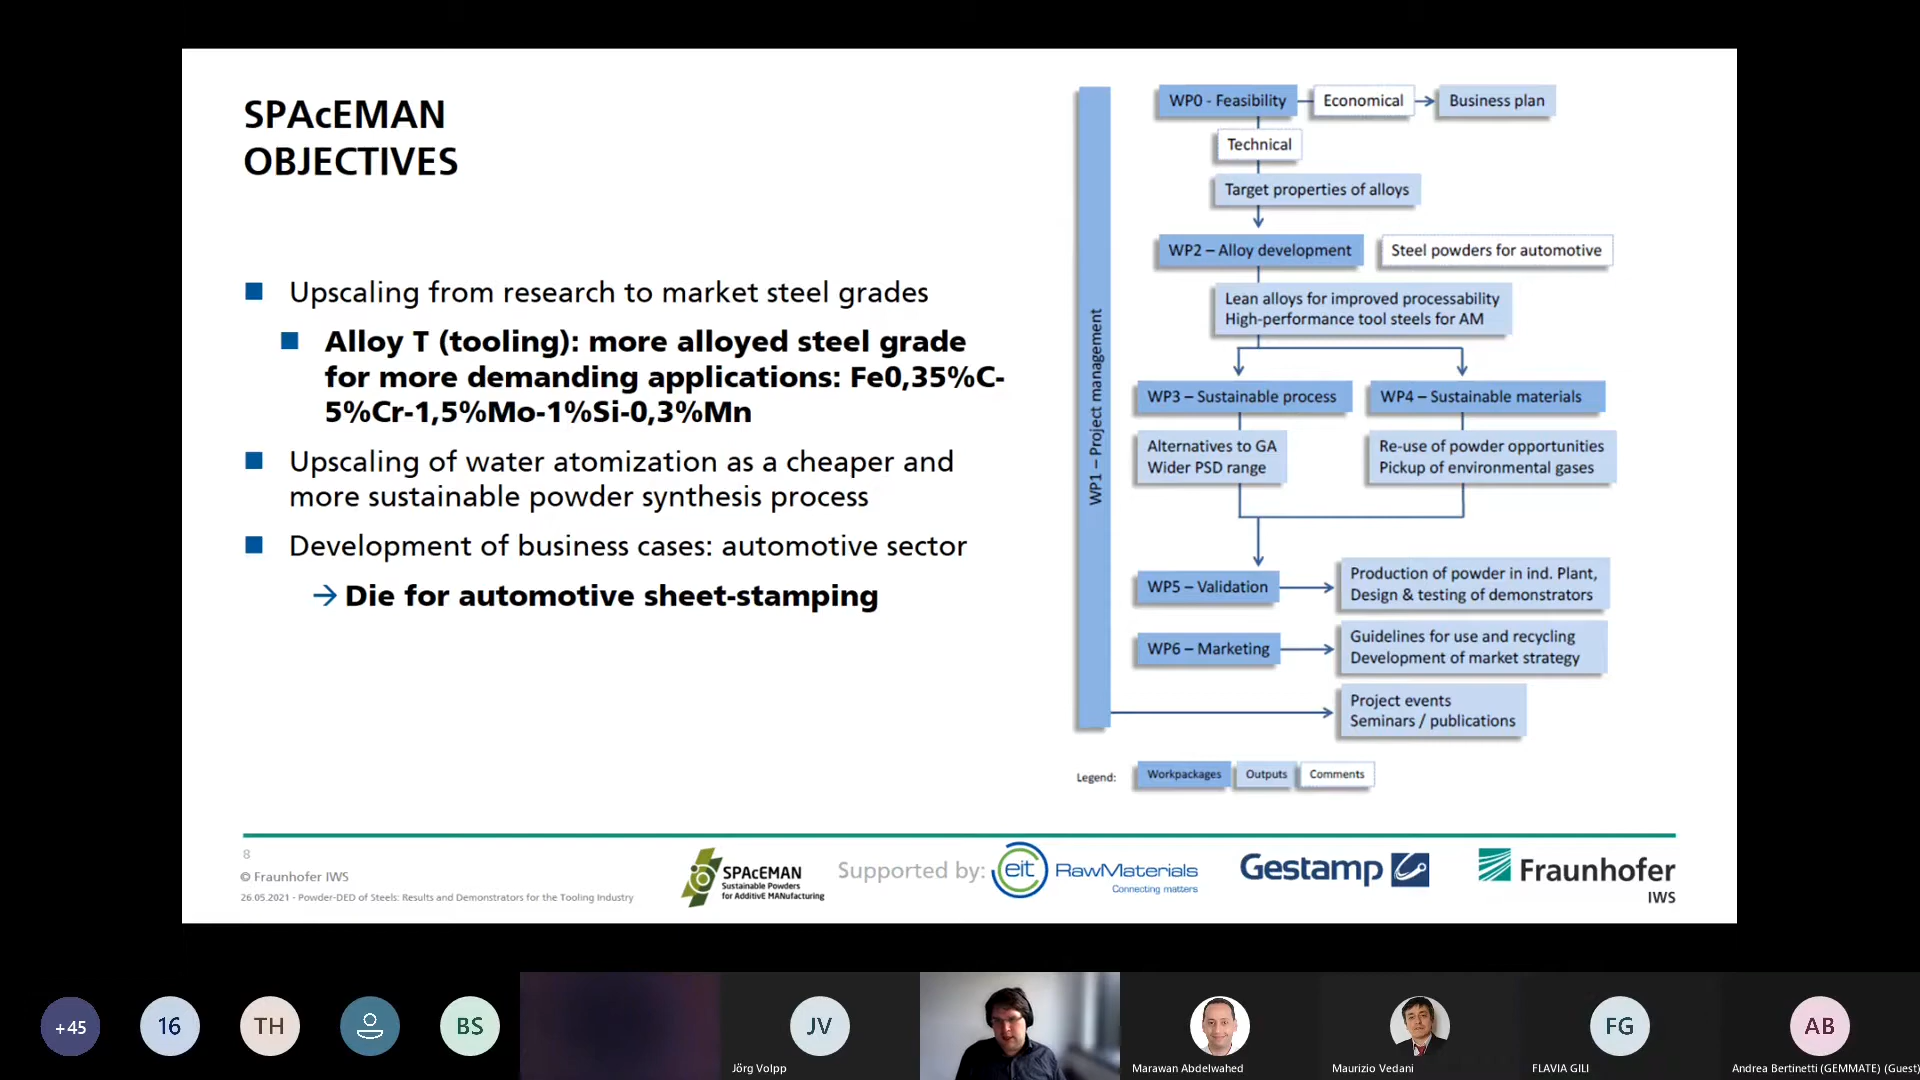 SPAcEMAN
OBJECTIVES
Upscaling from research to market steel grades
Alloy T (tooling): more alloyed steel grade
for more demanding applications: Fe0,35%C-
5%Cr-1,5%Mo-1%Si-0,3%Mn
Upscaling of water atomization as a cheaper and
more sustainable powder synthesis process
Development of business cases: automotive sector
→ Die for automotive sheet-stamping
WP1 – Project management
WP0 - Feasibility
Economical
Business plan
Technical
Target properties of alloys
WP2 – Alloy development
Steel powders for automotive
Lean alloys for improved processability
High-performance tool steels for AM
WP3 – Sustainable process
WP4 – Sustainable materials
Alternatives to GA
Wider PSD range
Re-use of powder opportunities
Pickup of environmental gases
WP5 – Validation
Production of powder in ind. Plant,
Design & testing of demonstrators
WP6 – Marketing
Guidelines for use and recycling
Development of market strategy
Project events
Seminars / publications
Legend:
Workpackages
Outputs
Comments
8
© Fraunhofer IWS
26.05.2021 - Powder-DED of Steels: Results and Demonstrators for the Tooling Industry
SPAcEMAN
Sustainable Powders
for AdditivE MANufacturing
Supported by:
eit RawMaterials
Connecting matters
Gestamp
Fraunhofer
IWS
+45
16
TH
BS
JV
Jörg Volpp
Marawan Abdelwahed
Maurizio Vedani
FG
FLAVIA GILI
AB
Andrea Bertinetti (GEMMATE) (Guest)